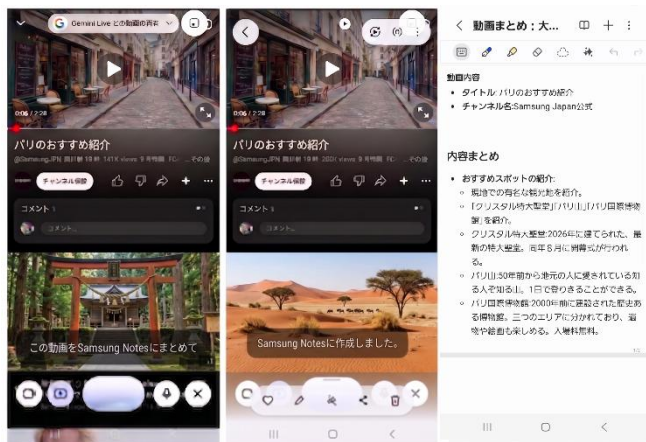 Gemini Live との動画の共有
0:06 / 2:28
パリのおすすめ紹介
チャンネル登録
コメント
コメント...
この動画をSamsung Notesにまとめて
0:06 / 2:28
パリのおすすめ紹介
チャンネル登録
コメント
コメント...
Samsung Notesに作成しました。
動画まとめ：大...
動画内容
• タイトル: パリのおすすめ紹介
• チャンネル名:Samsung Japan公式
内容まとめ
• おすすめスポットの紹介:
○ 現地での有名な観光地を紹介。
○ 「クリスタル特大聖堂」「パリ山」「パリ国際博物
館」を紹介。
○ クリスタル特大聖堂:2026年に建てられた、最
新の特大聖堂。同年8月に開幕式が行われ
る。
○ パリ山:50年前から地元の人に愛されている知
る人ぞ知る山。1日で登りきることができる。
○ パリ国際博物館:2000年前に建設された歴史あ
る博物館。三つのエリアに分かれており、遺
物や絵画も楽しめる。入場料無料。